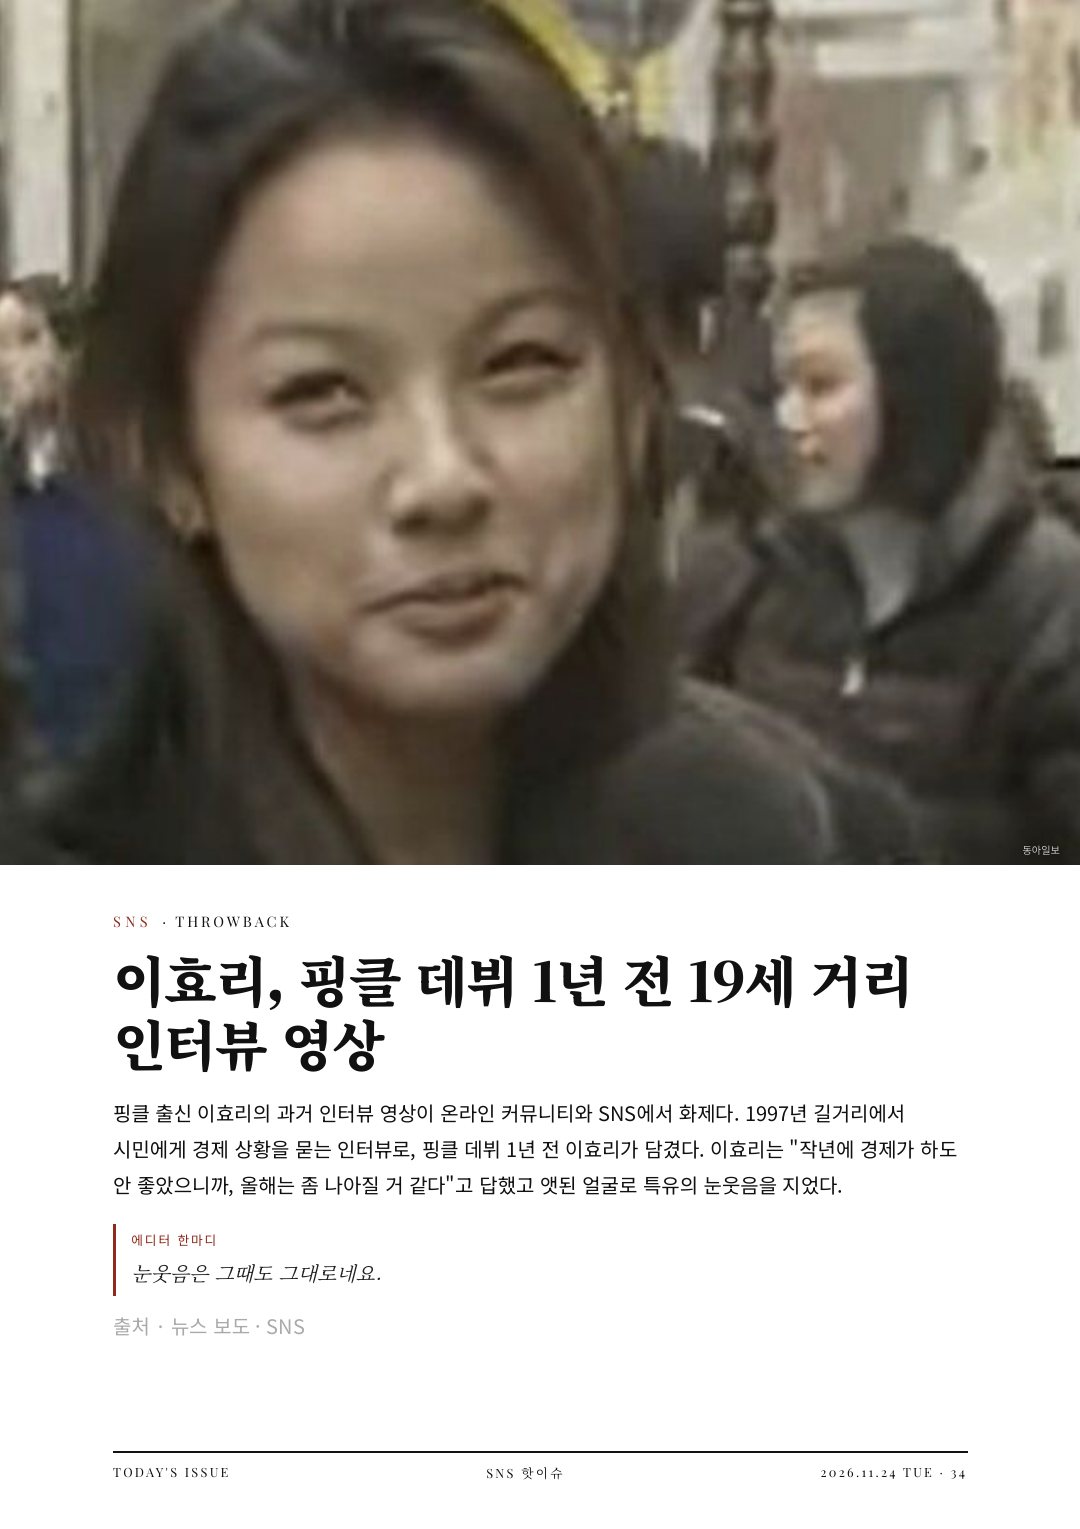 동아일보
SNS · THROWBACK
이효리, 핑클 데뷔 1년 전 19세 거리
인터뷰 영상
핑클 출신 이효리의 과거 인터뷰 영상이 온라인 커뮤니티와 SNS에서 화제다. 1997년 길거리에서
시민에게 경제 상황을 묻는 인터뷰로, 핑클 데뷔 1년 전 이효리가 담겼다. 이효리는 "작년에 경제가 하도
안 좋았으니까, 올해는 좀 나아질 거 같다"고 답했고 앳된 얼굴로 특유의 눈웃음을 지었다.
에디터 한마디
눈웃음은 그때도 그대로네요.
출처 · 뉴스 보도 · SNS
TODAY'S ISSUE
SNS 핫이슈
2026.11.24 TUE · 34